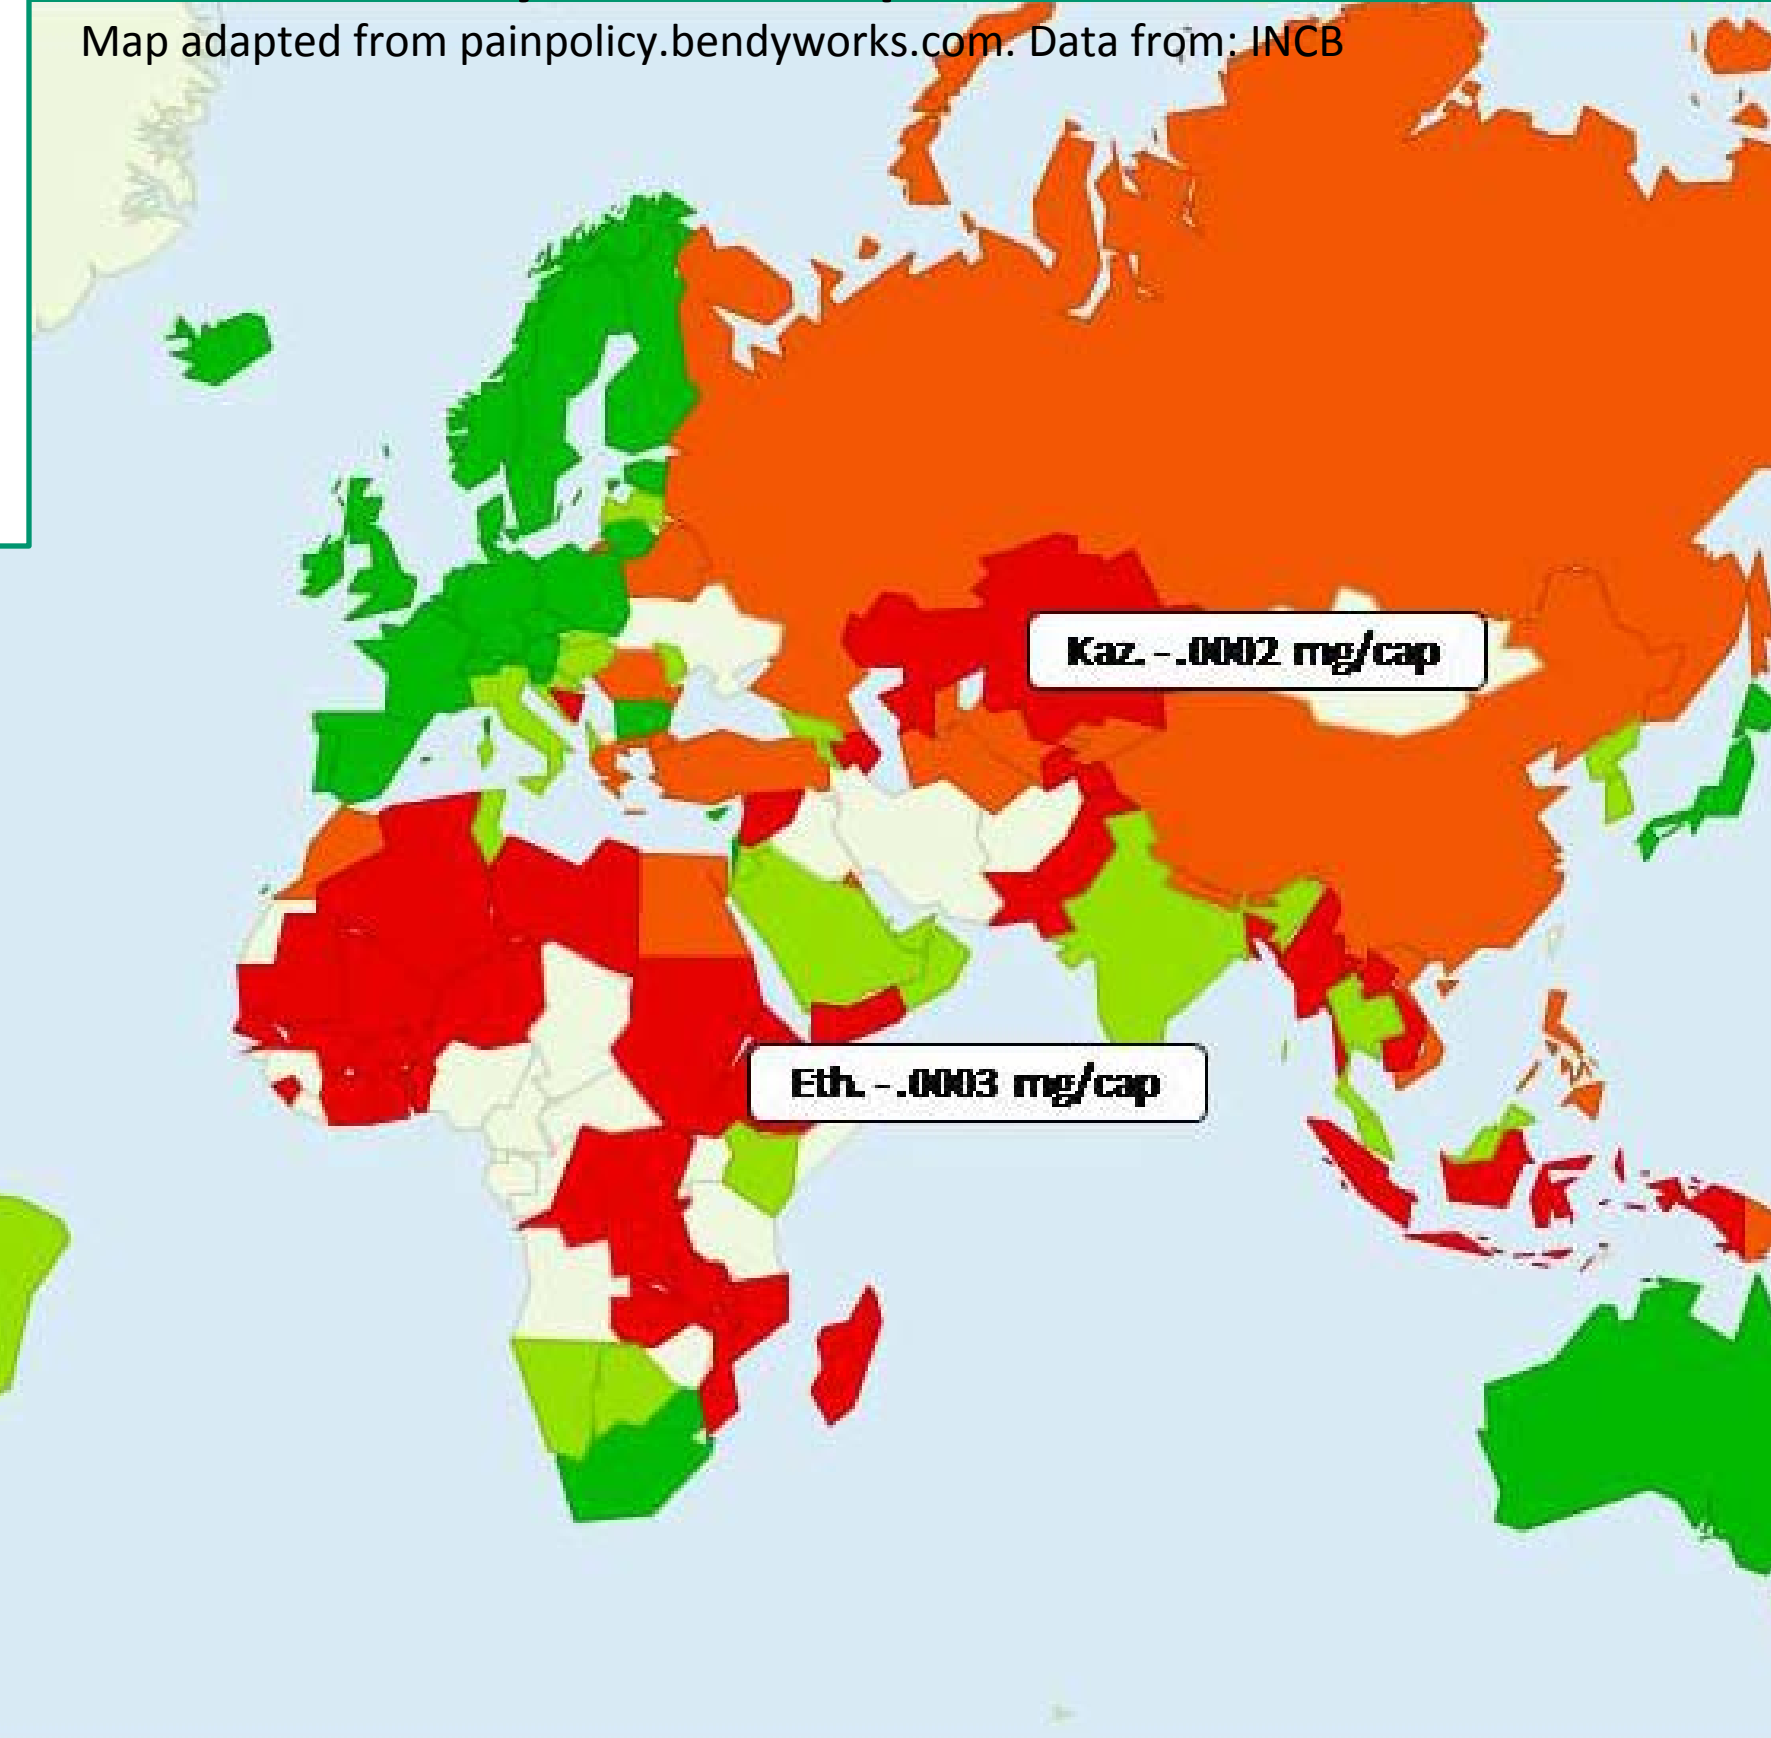 Map adapted from painpolicy.bendyworks.com. Data from: INCB
Kaz. - .0002 mg/cap
Eth. - .0003 mg/cap